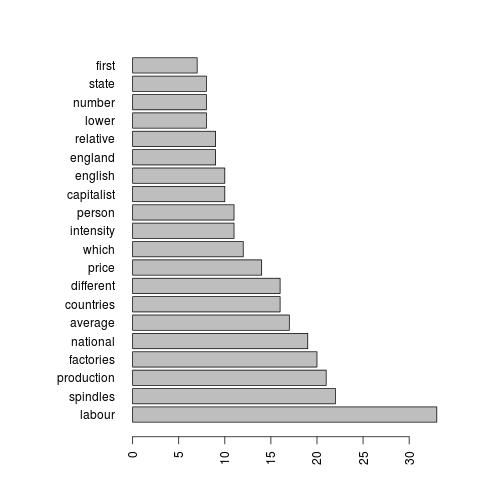 first
state
number
lower
relative
england
english
capitalist
person
intensity
which
price
different
countries
average
national
factories
production
spindles
labour
0 5 10 15 20 25 30